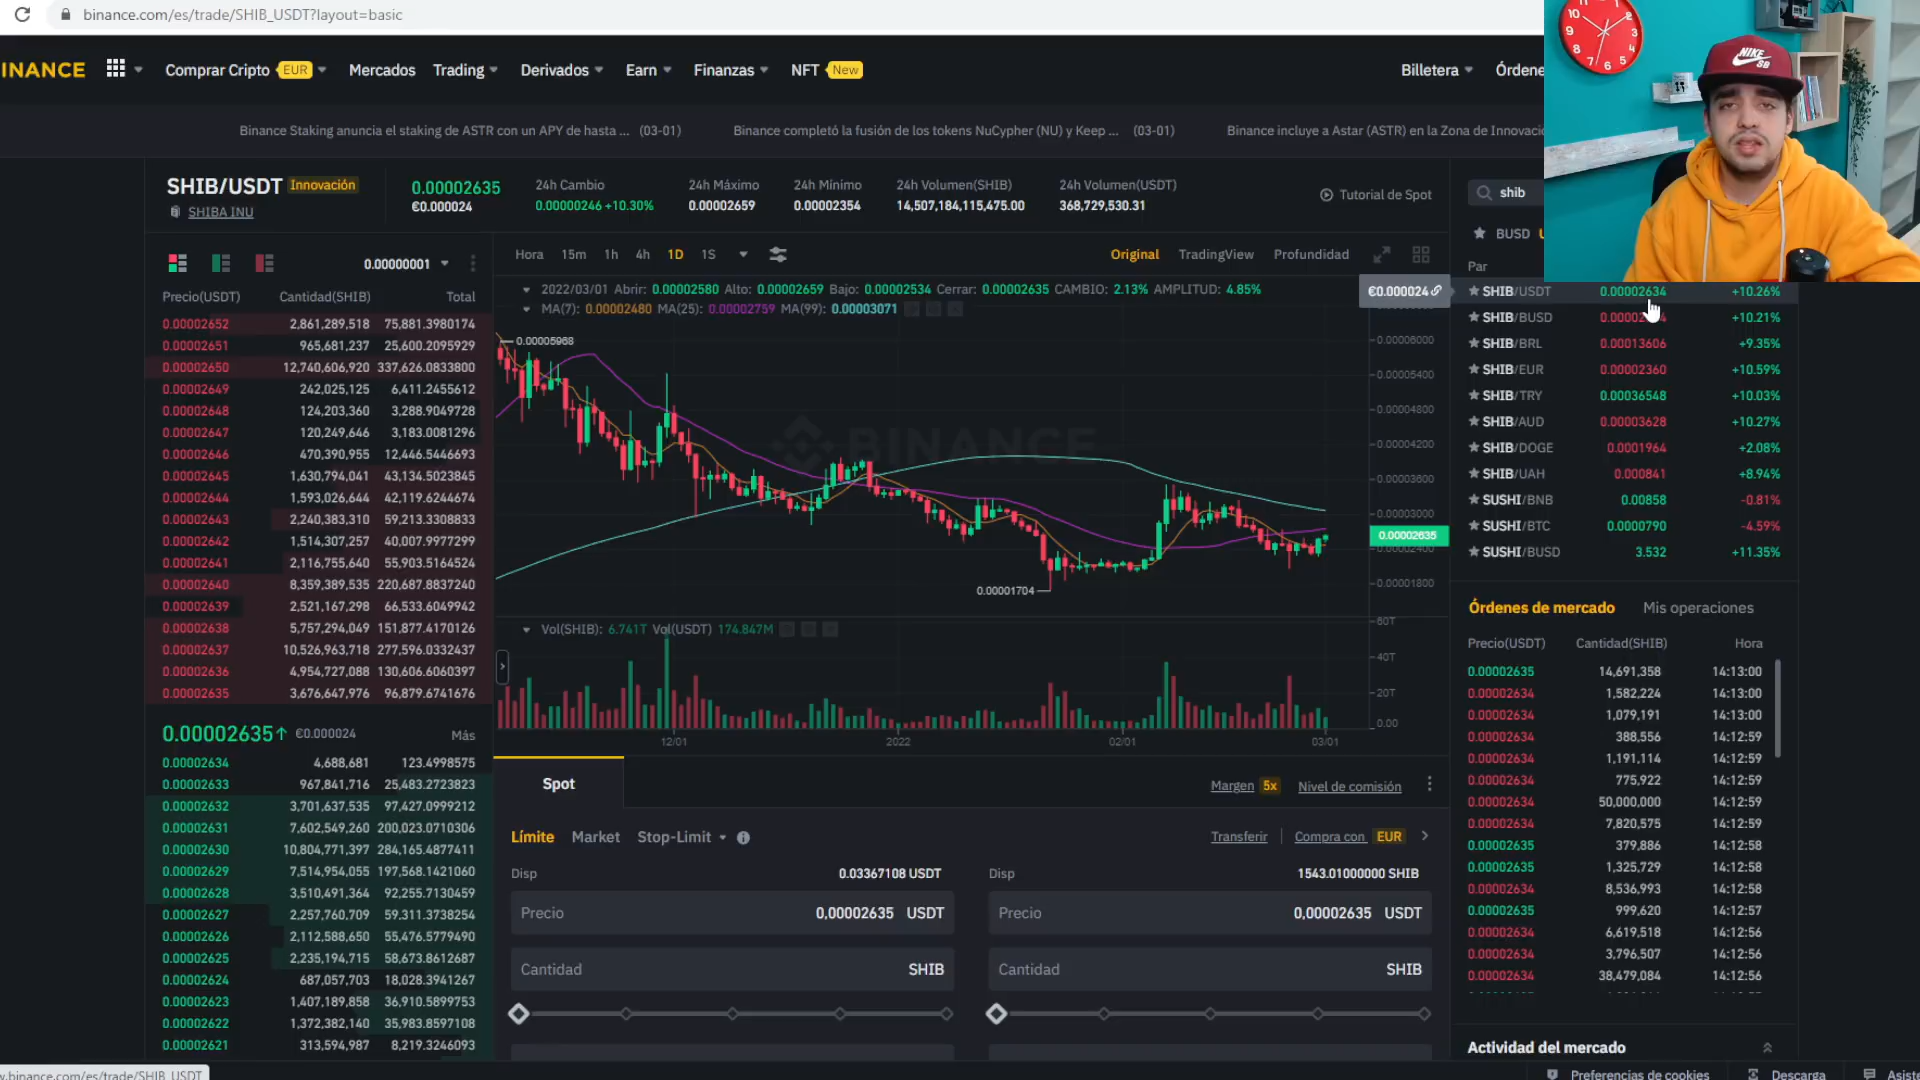 binance.com/es/trade/SHIB_USDT?layout=basic
INANCE Comprar Cripto EUR Mercados Trading Derivados Earn Finanzas NFT New Billetera Órdene
Binance Staking anuncia el staking de ASTR con un APY de hasta ... (03-01) Binance completó la fusión de los tokens NuCypher (NU) y Keep ... (03-01) Binance incluye a Astar (ASTR) en la Zona de Innovació
SHIB/USDT Innovación
SHIBA INU
0.00002635
€0.000024
24h Cambio
0.00000246 +10.30%
24h Máximo
0.00002659
24h Mínimo
0.00002354
24h Volumen(SHIB)
14,507,184,115,475.00
24h Volumen(USDT)
368,729,530.31
Tutorial de Spot
0.00000001
Precio(USDT) Cantidad(SHIB) Total
0.00002652 2,861,289,518 75,881.3980174
0.00002651 965,681,237 25,600.2095929
0.00002650 12,740,606,920 337,626.0833800
0.00002649 242,025,125 6,411.2455612
0.00002648 124,203,360 3,288.9049728
0.00002647 120,249,646 3,183.0081296
0.00002646 470,390,955 12,446.5446693
0.00002645 1,630,794,041 43,134.5023845
0.00002644 1,593,026,644 42,119.6244674
0.00002643 2,240,383,310 59,213.3308833
0.00002642 1,514,307,257 40,007.9977299
0.00002641 2,116,755,640 55,903.5164524
0.00002640 8,359,389,535 220,687.8837240
0.00002639 2,521,167,298 66,533.6049942
0.00002638 5,757,294,049 151,877.4170126
0.00002637 10,526,963,718 277,596.0332437
0.00002636 4,954,727,088 130,606.6060397
0.00002635 3,676,647,976 96,879.6741676
0.00002635↑ €0.000024 Más
0.00002634 4,688,681 123.4998575
0.00002633 967,841,716 25,483.2723823
0.00002632 3,701,637,535 97,427.0999212
0.00002631 7,602,549,260 200,023.0710306
0.00002630 10,804,771,397 284,165.4877411
0.00002629 7,514,954,055 197,568.1421060
0.00002628 3,510,491,364 92,255.7130459
0.00002627 2,257,760,709 59,311.3738254
0.00002626 2,112,588,650 55,476.5779490
0.00002625 2,235,194,715 58,673.8612687
0.00002624 687,057,703 18,028.3941267
0.00002623 1,407,189,858 36,910.5899753
0.00002622 1,372,382,140 35,983.8597108
0.00002621 313,594,987 8,219.3246093
Hora 15m 1h 4h 1D 1S Original TradingView Profundidad
2022/03/01 Abrir: 0.00002580 Alto: 0.00002659 Bajo: 0.00002534 Cerrar: 0.00002635 CAMBIO: 2.13% AMPLITUD: 4.85%
MA(7): 0.00002480 MA(25): 0.00002759 MA(99): 0.00003071
€0.000024
0.00005968
0.00006000
0.00005400
0.00004800
BINANCE
0.00004200
0.00003600
0.00003000
0.00002635
0.00002400
0.00001800
0.00001704
Vol(SHIB): 6.741T Vol(USDT) 174.847M
60T
40T
20T
0.00
12/01 2022 02/01 03/01
Spot Margen 5x Nivel de comisión
Límite Market Stop-Limit Transferir Compra con EUR
Disp 0.03367108 USDT Disp 1543.01000000 SHIB
Precio 0,00002635 USDT Precio 0,00002635 USDT
Cantidad SHIB Cantidad SHIB
shib
BUSD
Par
SHIB/USDT 0.00002634 +10.26%
SHIB/BUSD +10.21%
SHIB/BRL 0.00013606 +9.35%
SHIB/EUR 0.00002360 +10.59%
SHIB/TRY 0.00036548 +10.03%
SHIB/AUD 0.00003628 +10.27%
SHIB/DOGE 0.0001964 +2.08%
SHIB/UAH 0.000841 +8.94%
SUSHI/BNB 0.00858 -0.81%
SUSHI/BTC 0.0000790 -4.59%
SUSHI/BUSD 3.532 +11.35%
Órdenes de mercado Mis operaciones
Precio(USDT) Cantidad(SHIB) Hora
0.00002635 14,691,358 14:13:00
0.00002634 1,582,224 14:13:00
0.00002634 1,079,191 14:13:00
0.00002634 388,556 14:12:59
0.00002634 1,191,114 14:12:59
0.00002634 775,922 14:12:59
0.00002634 50,000,000 14:12:59
0.00002634 7,820,575 14:12:59
0.00002635 379,886 14:12:58
0.00002635 1,325,729 14:12:58
0.00002634 8,536,993 14:12:58
0.00002635 999,620 14:12:57
0.00002634 6,619,518 14:12:56
0.00002634 3,796,507 14:12:56
0.00002634 38,479,084 14:12:56
Actividad del mercado
Preferencias de cookies Descarga Asiste
w.binance.com/es/trade/SHIB_USDT
NIKE SB